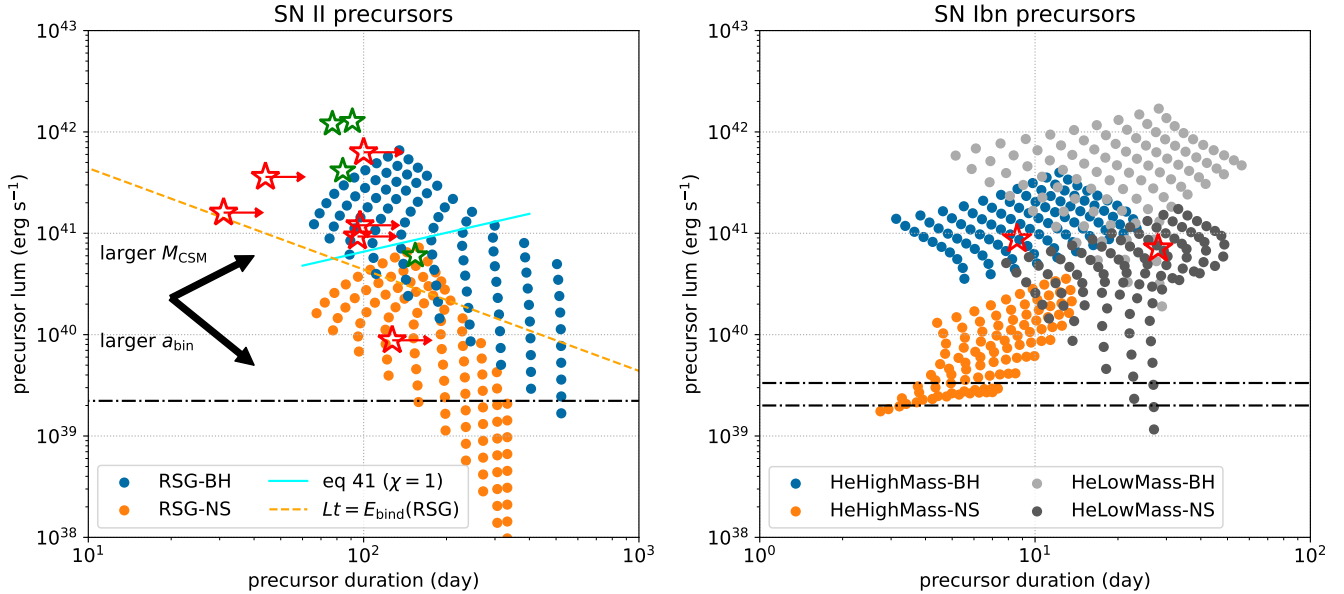 SN II precursors
10^43
10^42
10^41
10^40
10^39
10^38
precursor lum (erg s^−1)
larger M_CSM
larger a_bin
RSG-BH
RSG-NS
eq 41 (χ = 1)
Lt = E_bind(RSG)
10^1
10^2
10^3
precursor duration (day)
SN Ibn precursors
10^43
10^42
10^41
10^40
10^39
10^38
precursor lum (erg s^−1)
HeHighMass-BH
HeHighMass-NS
HeLowMass-BH
HeLowMass-NS
10^0
10^1
10^2
precursor duration (day)